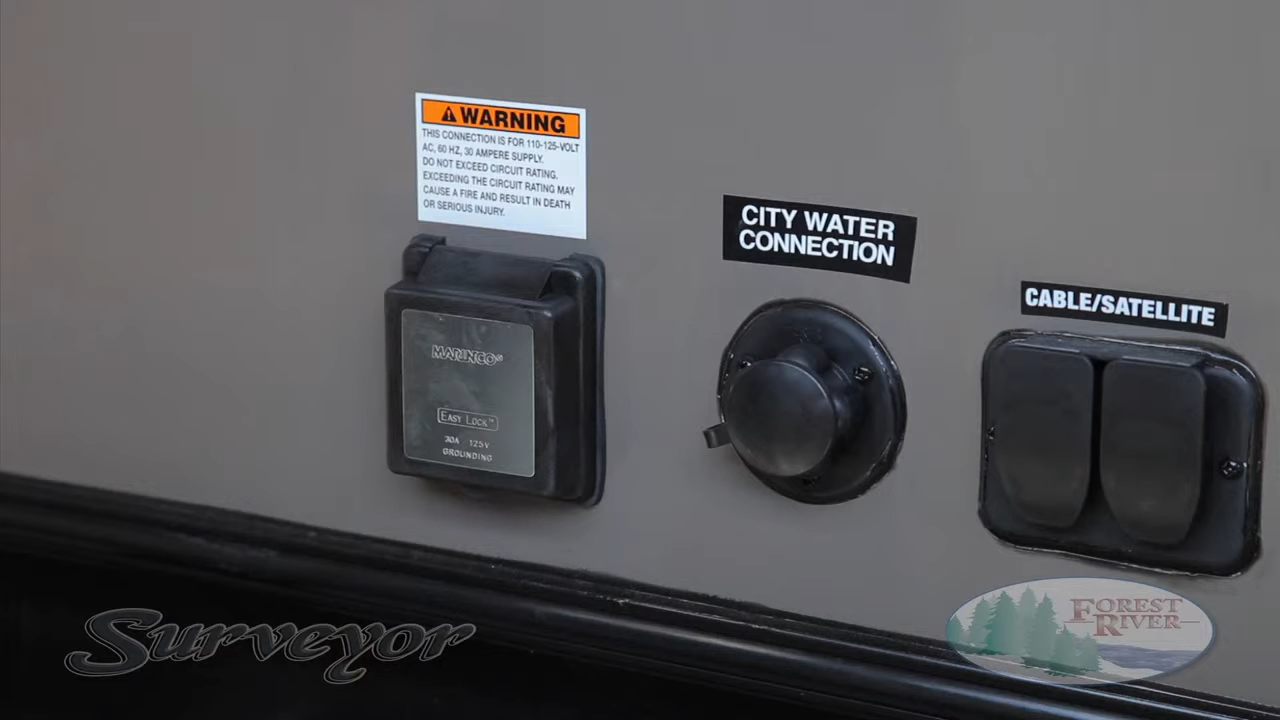 WARNING
THIS CONNECTION IS FOR 110-125-VOLT
AC, 60 HZ, 30 AMPERE SUPPLY.
DO NOT EXCEED CIRCUIT RATING.
EXCEEDING THE CIRCUIT RATING MAY
CAUSE A FIRE AND RESULT IN DEATH
OR SERIOUS INJURY.
CITY WATER
CONNECTION
CABLE/SATELLITE
MARINCO®
EASY LOCK™
30A 125V
GROUNDING
Surveyor
FOREST
RIVER